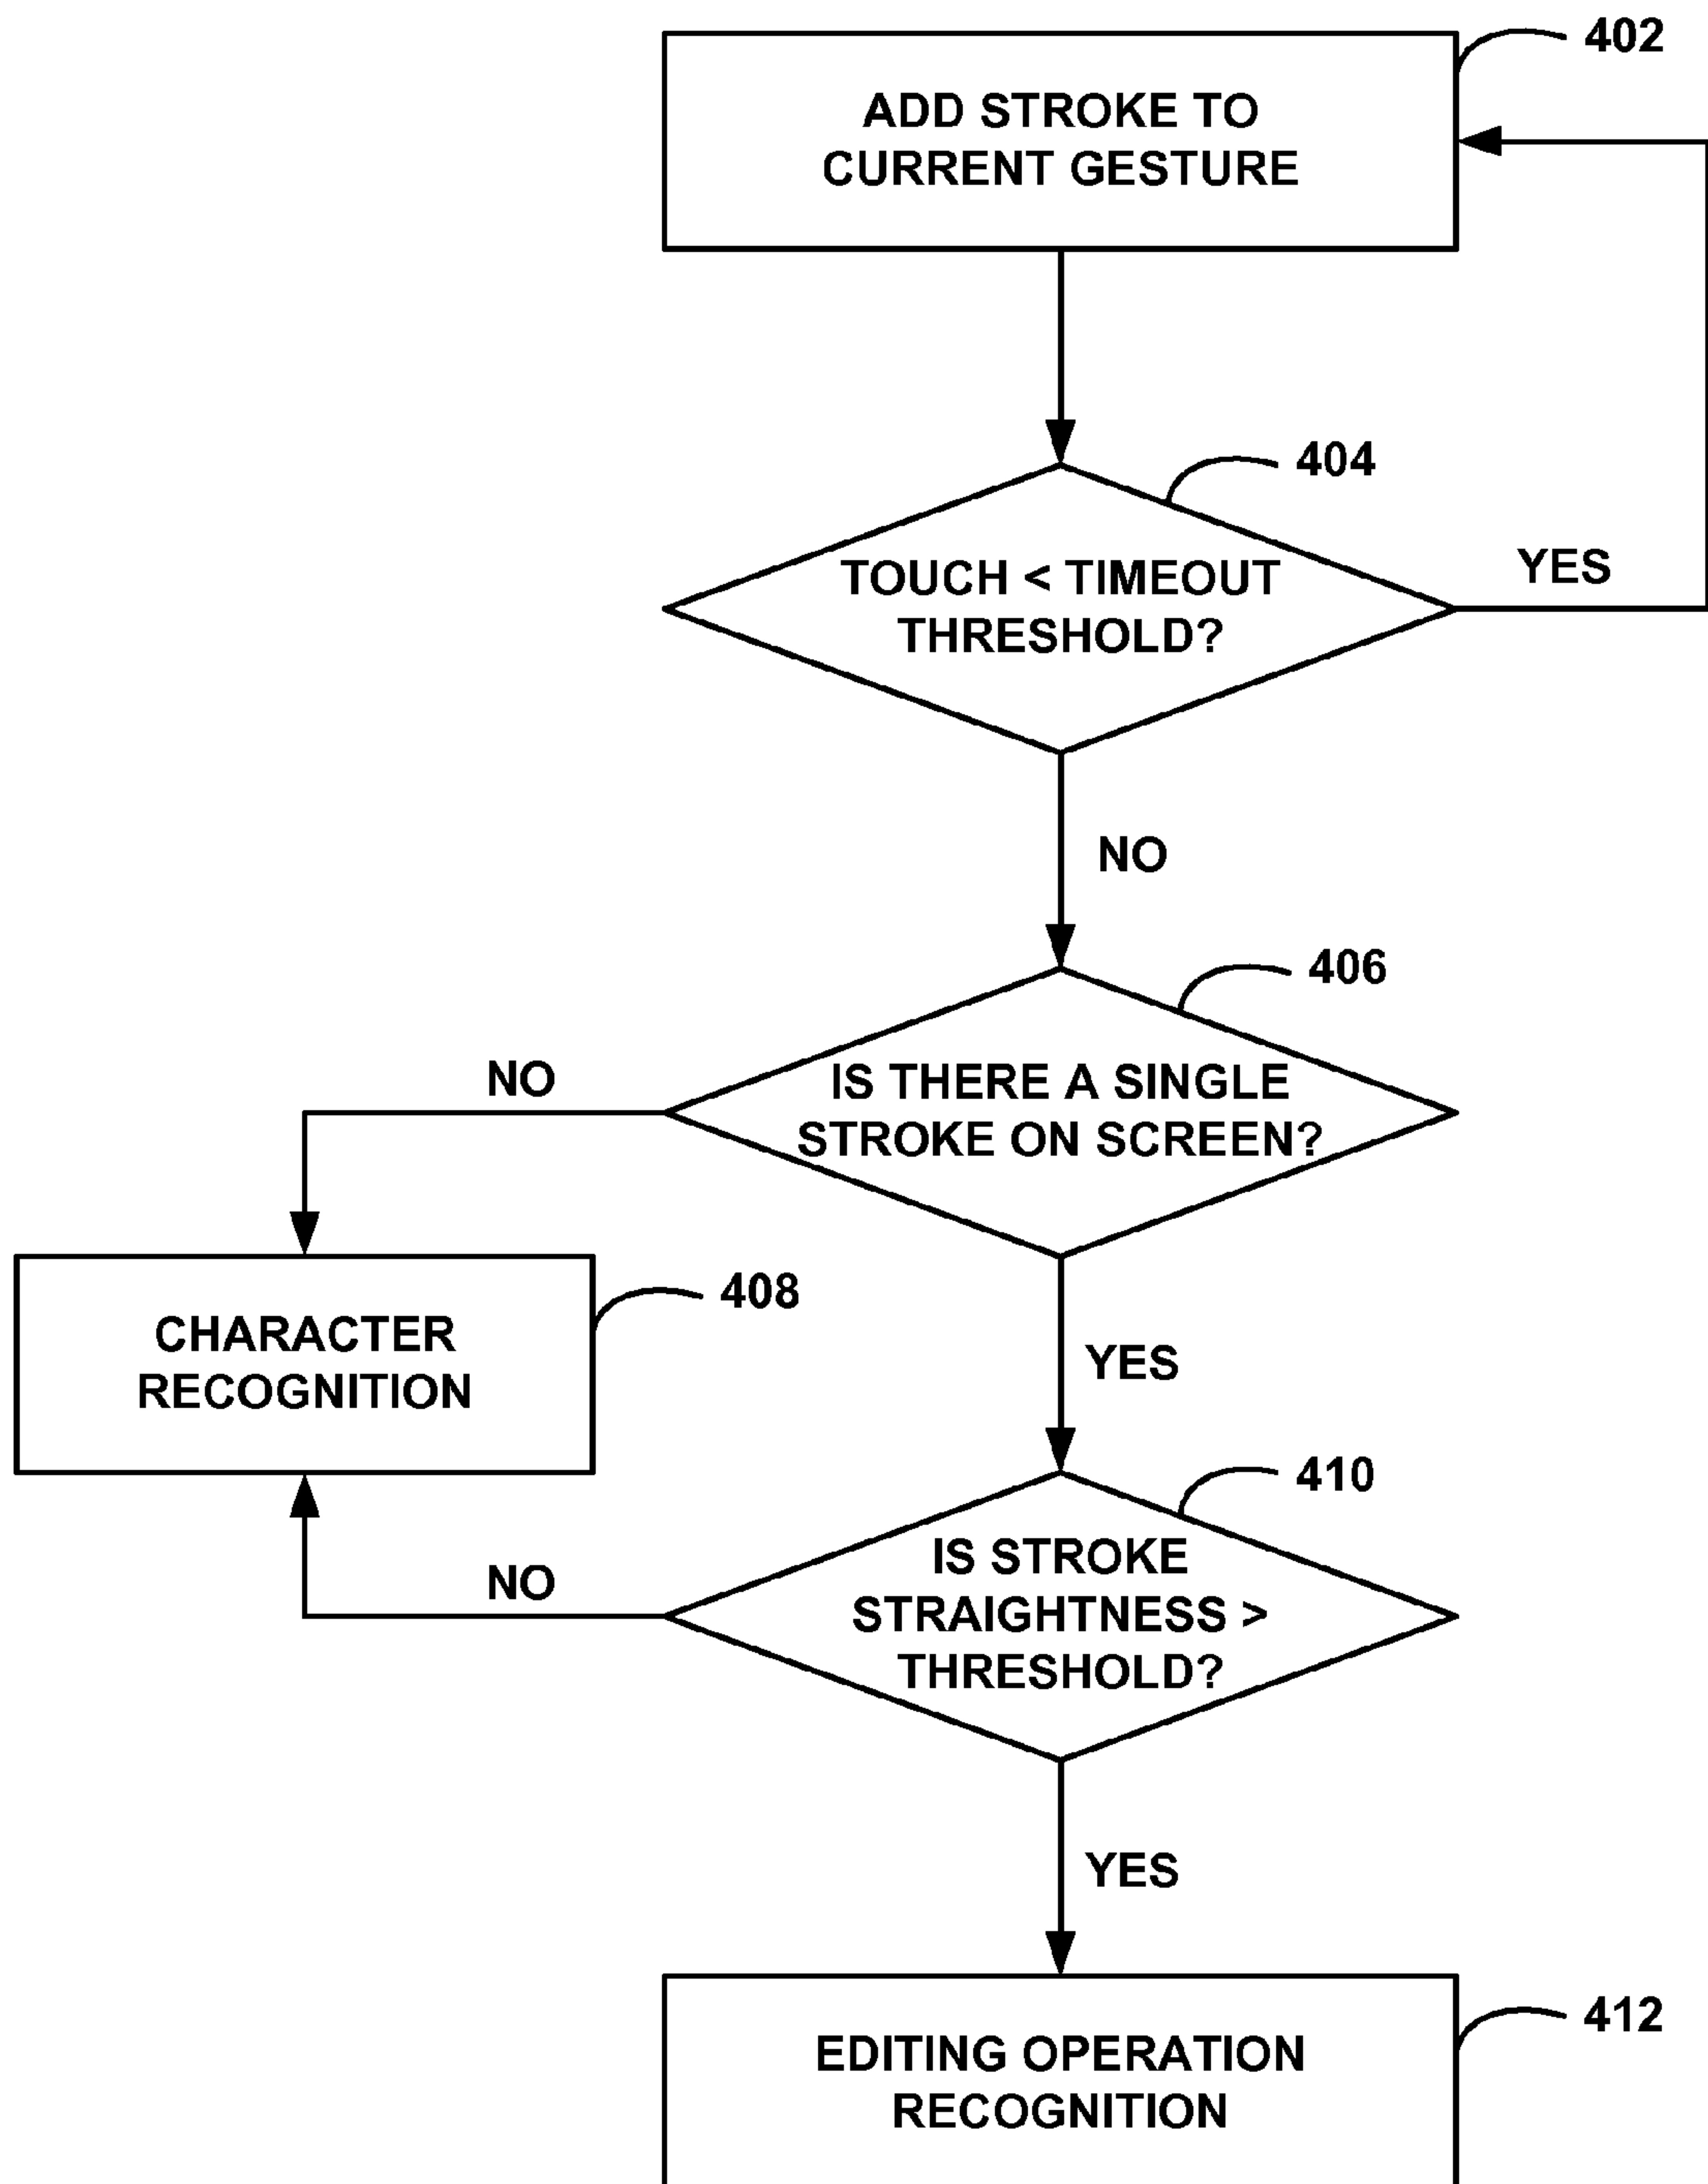 402
ADD STROKE TO
CURRENT GESTURE
404
TOUCH < TIMEOUT
THRESHOLD?
YES
NO
406
IS THERE A SINGLE
STROKE ON SCREEN?
NO
408
CHARACTER
RECOGNITION
YES
410
IS STROKE
STRAIGHTNESS >
THRESHOLD?
NO
YES
412
EDITING OPERATION
RECOGNITION